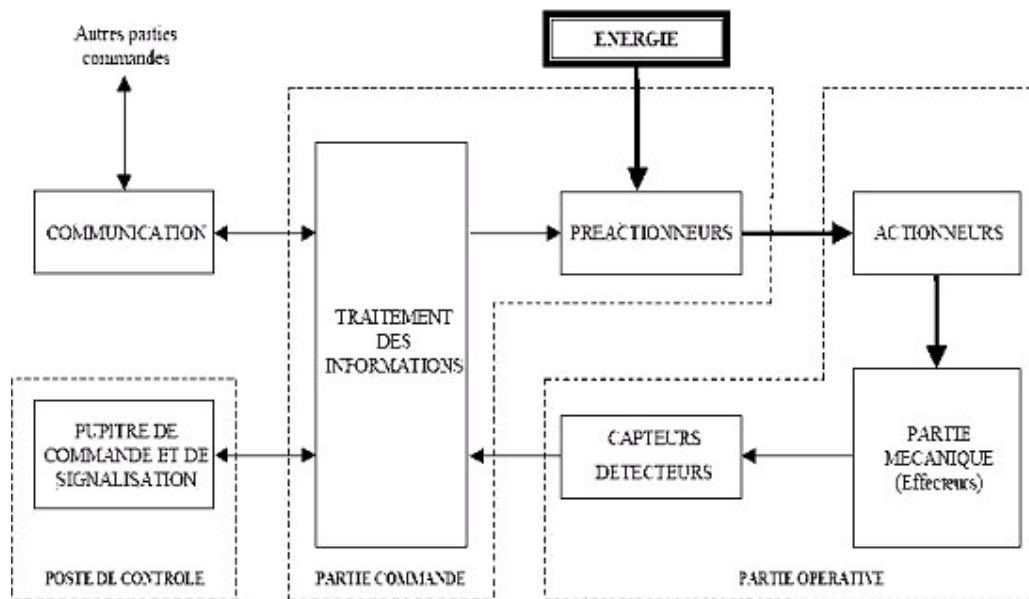 Autres parties
commandes
ENERGIE
COMMUNICATION
PREACTIONNEURS
ACTIONNEURS
TRAITEMENT
DES
INFORMATIONS
PUPITRE DE
COMMANDE ET DE
SIGNALISATION
CAPTEURS
DETECTEURS
PARTIE
MECANIQUE
(Effecteurs)
POSTE DE CONTROLE
PARTIE COMMANDE
PARTIE OPERATIVE